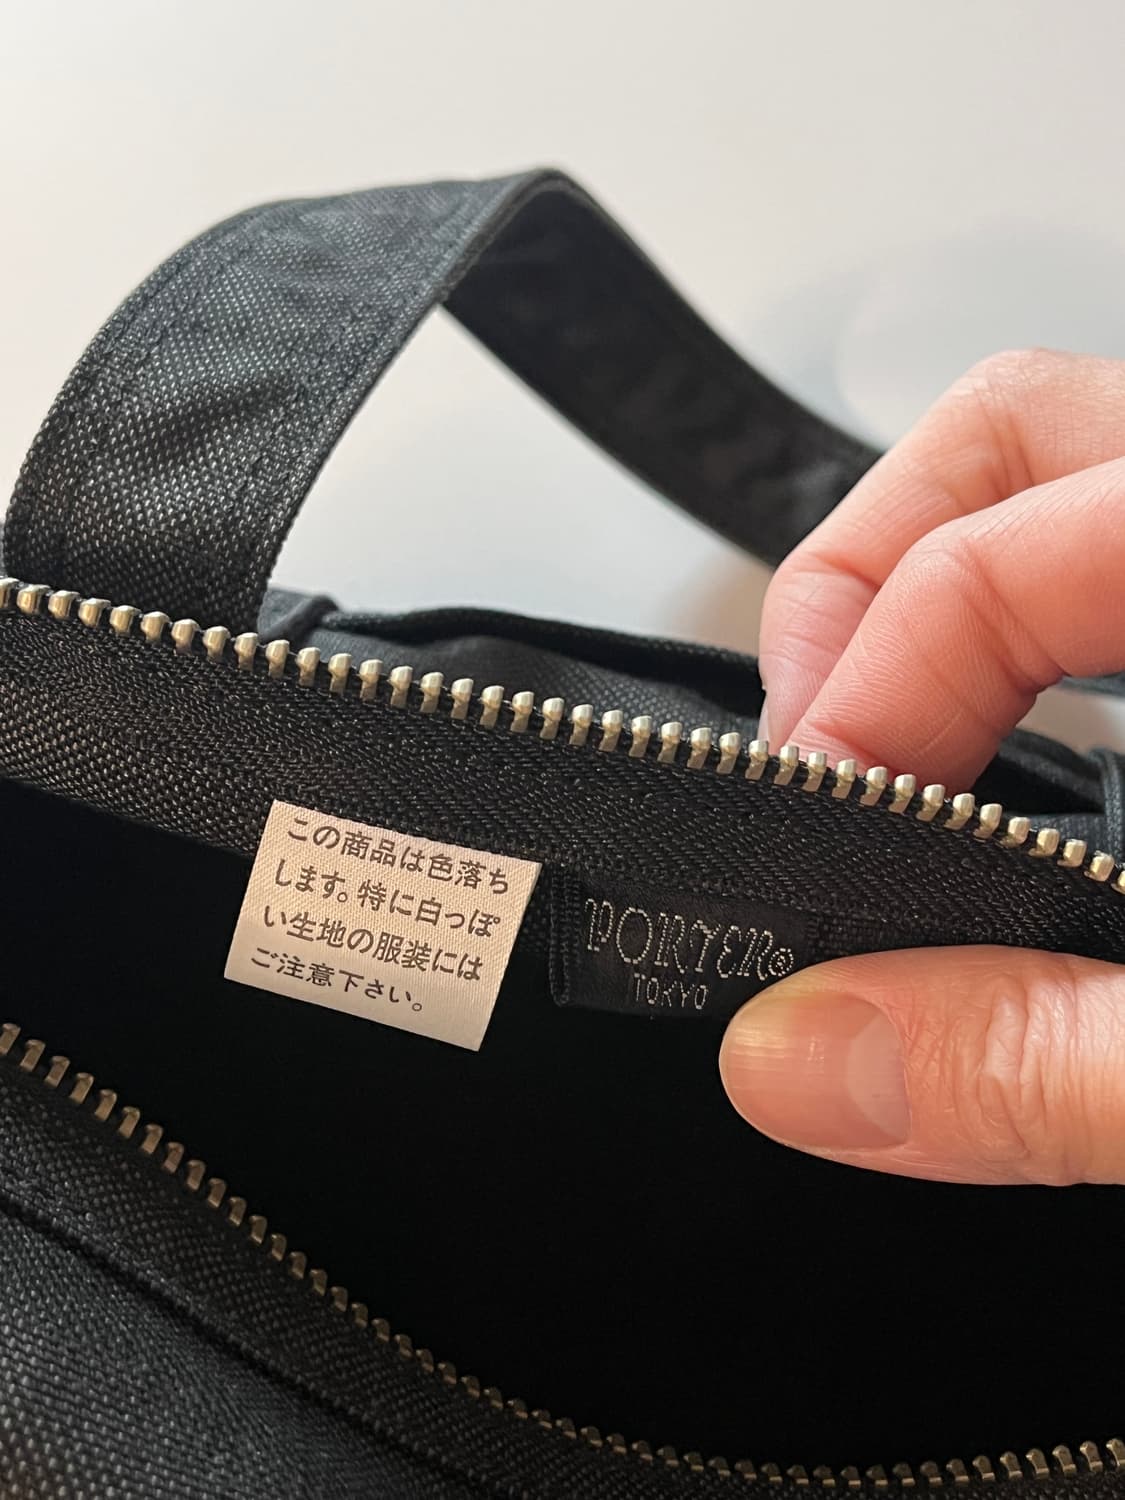 この商品は色落ち
します。特に白っぽ
い生地の服装には
ご注意下さい。
PORTER®
TOKYO